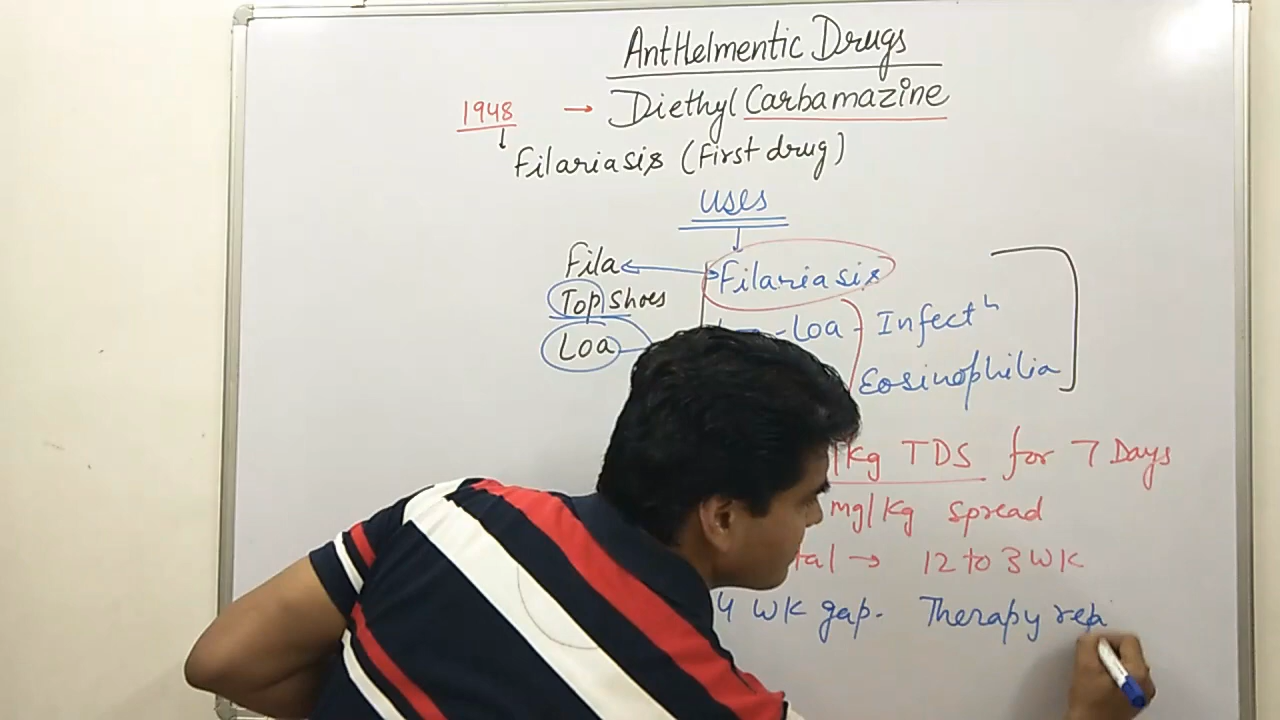 AntHelmentic Drugs
1948 → Diethyl Carbamazine
↓ Filariasis (First drug)
Uses
Fila ← Filariasis
Top Shoes
Loa
-Loa - Infectⁿ
Eosinophilia
/Kg TDS for 7 Days
mg/Kg spread
tal → 12 to 3 WK
4 WK gap. Therapy repa